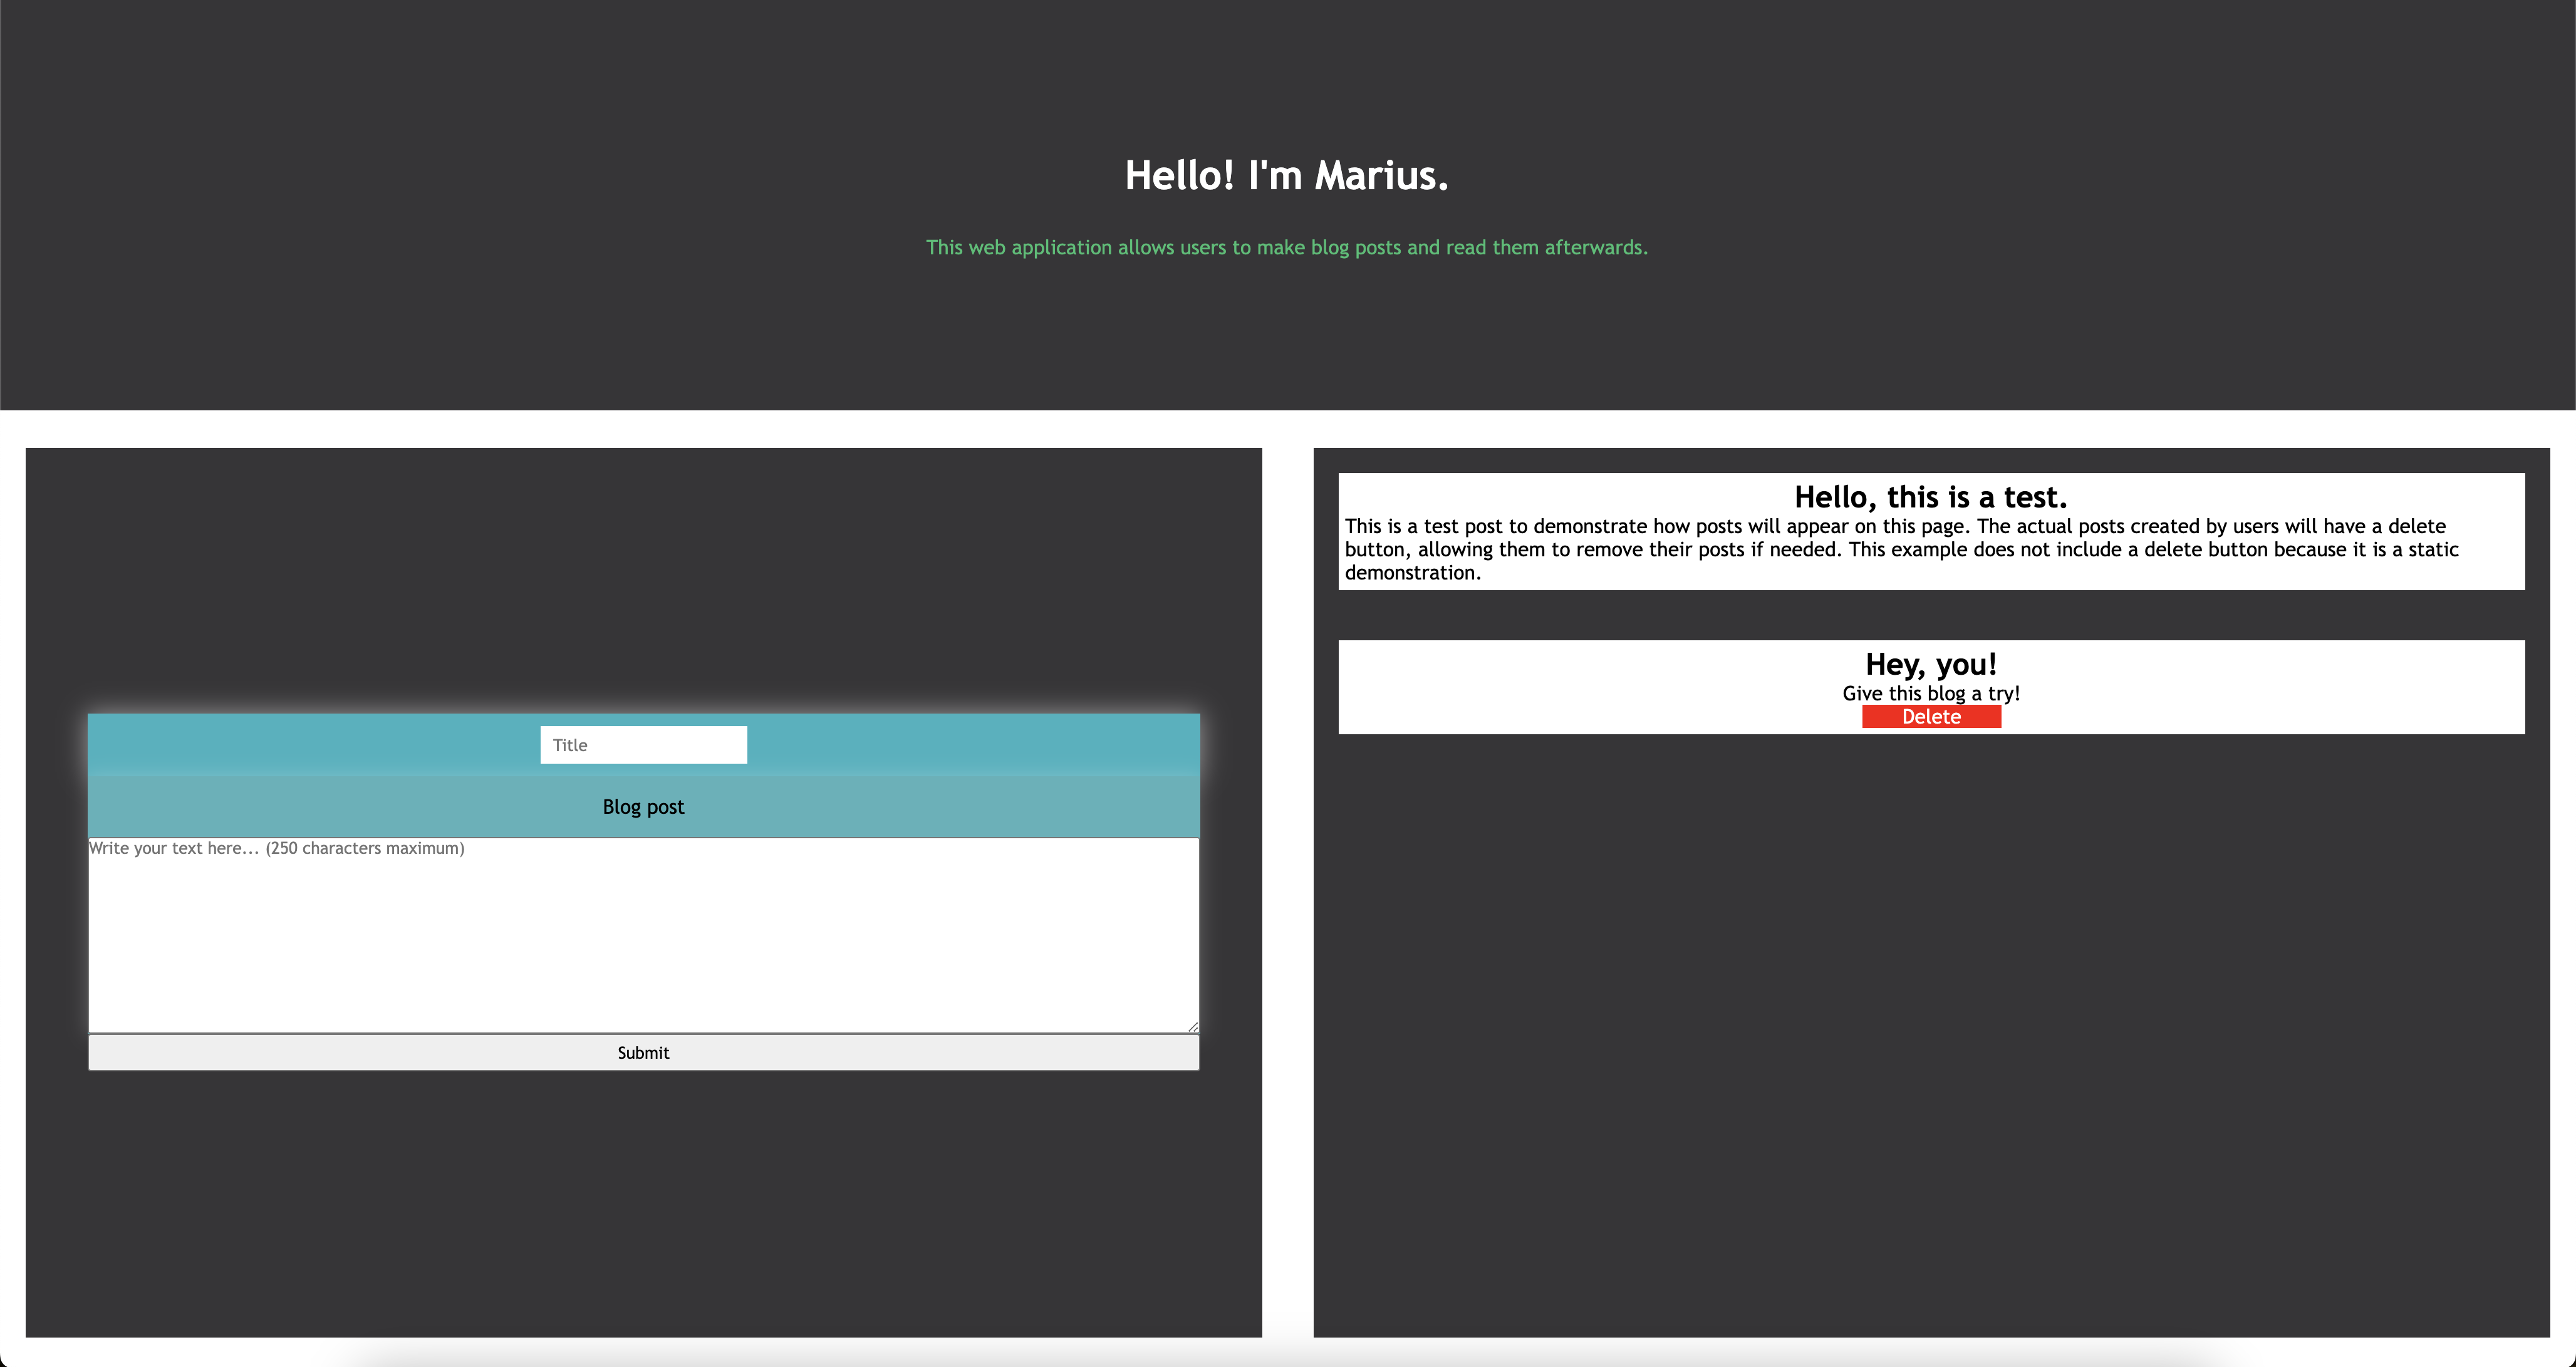 Hello! I'm Marius.
This web application allows users to make blog posts and read them afterwards.
Title
Blog post
Write your text here... (250 characters maximum)
Submit
Hello, this is a test.
This is a test post to demonstrate how posts will appear on this page. The actual posts created by users will have a delete
button, allowing them to remove their posts if needed. This example does not include a delete button because it is a static
demonstration.
Hey, you!
Give this blog a try!
Delete